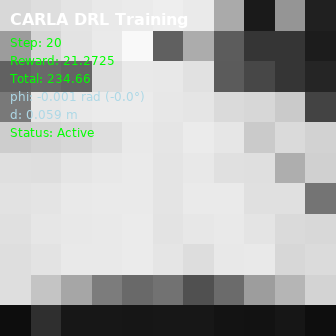 CARLA DRL Training
Step: 20
Reward: 21.2725
Total: 234.66
phi: -0.001 rad (-0.0°)
d: 0.059 m
Status: Active